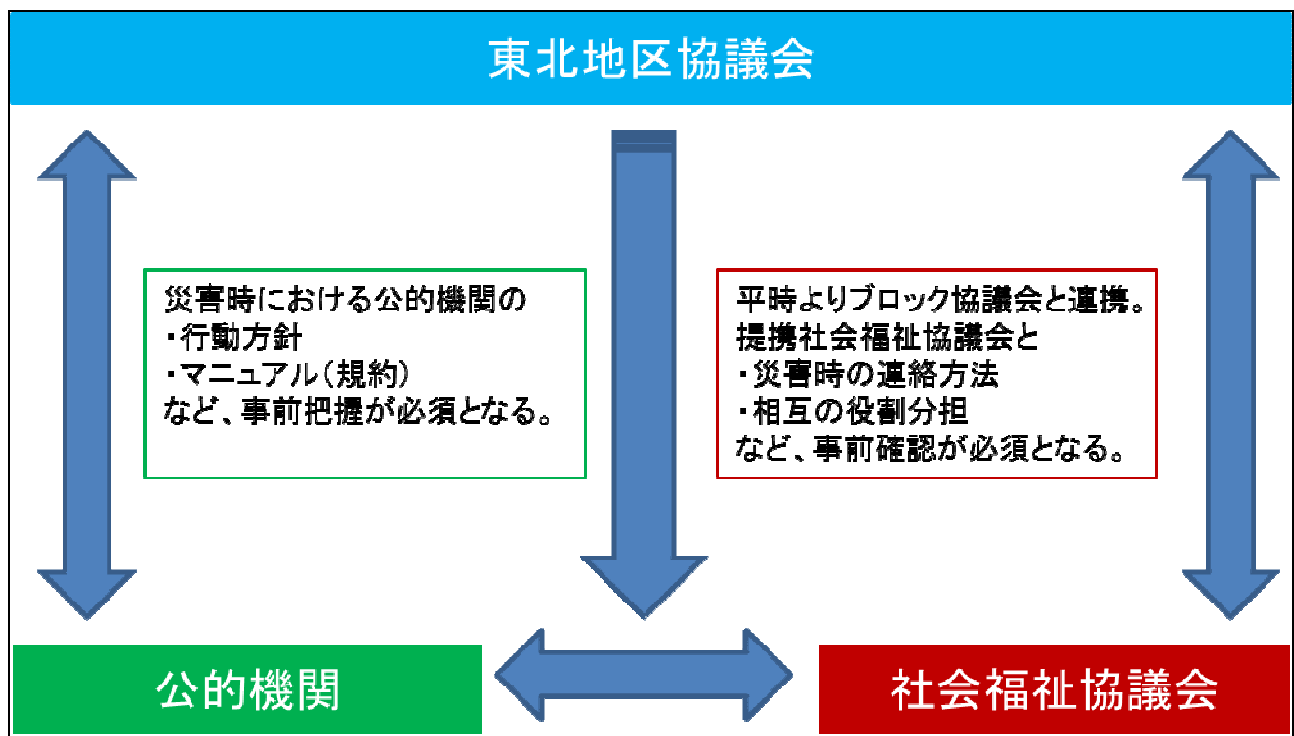 東北地区協議会
災害時における公的機関の
・行動方針
・マニュアル(規約)
など、事前把握が必須となる。
平時よりブロック協議会と連携。
提携社会福祉協議会と
・災害時の連絡方法
・相互の役割分担
など、事前確認が必須となる。
公的機関
社会福祉協議会